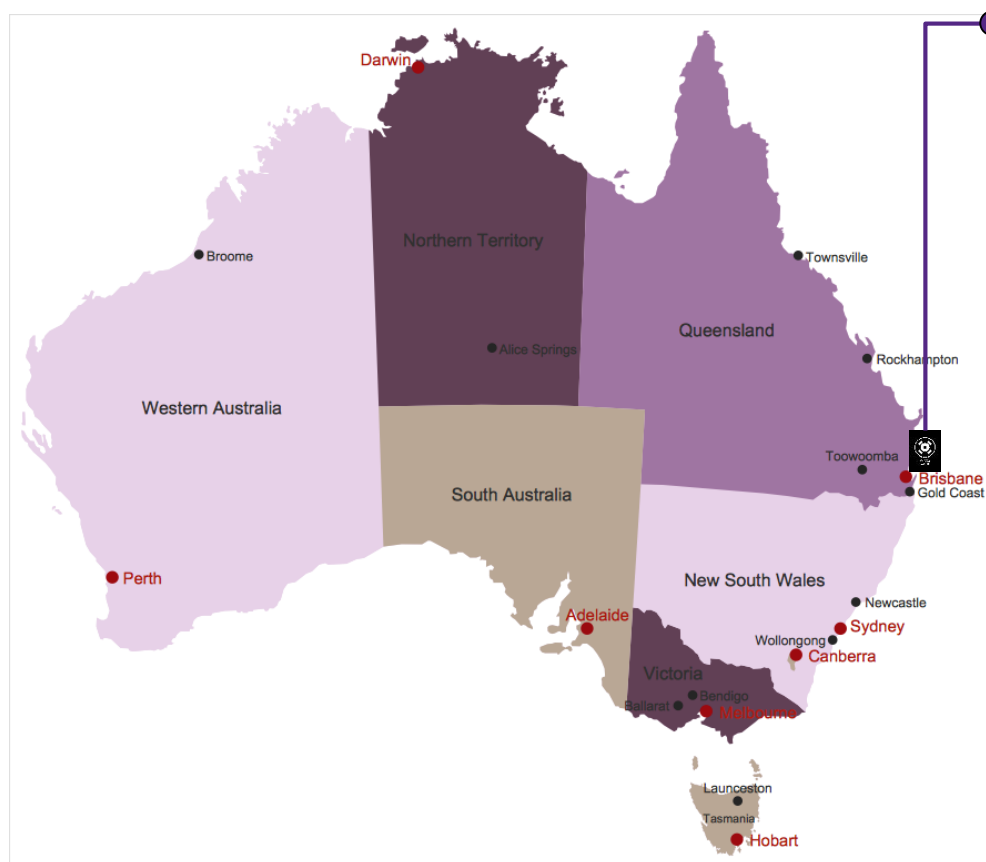 Darwin
Northern Territory
Broome
Townsville
Queensland
Alice Springs
Rockhampton
Western Australia
Toowoomba
Brisbane
South Australia
Gold Coast
Perth
New South Wales
Newcastle
Adelaide
Sydney
Wollongong
Canberra
Victoria
Bendigo
Ballarat
Melbourne
Launceston
Tasmania
Hobart